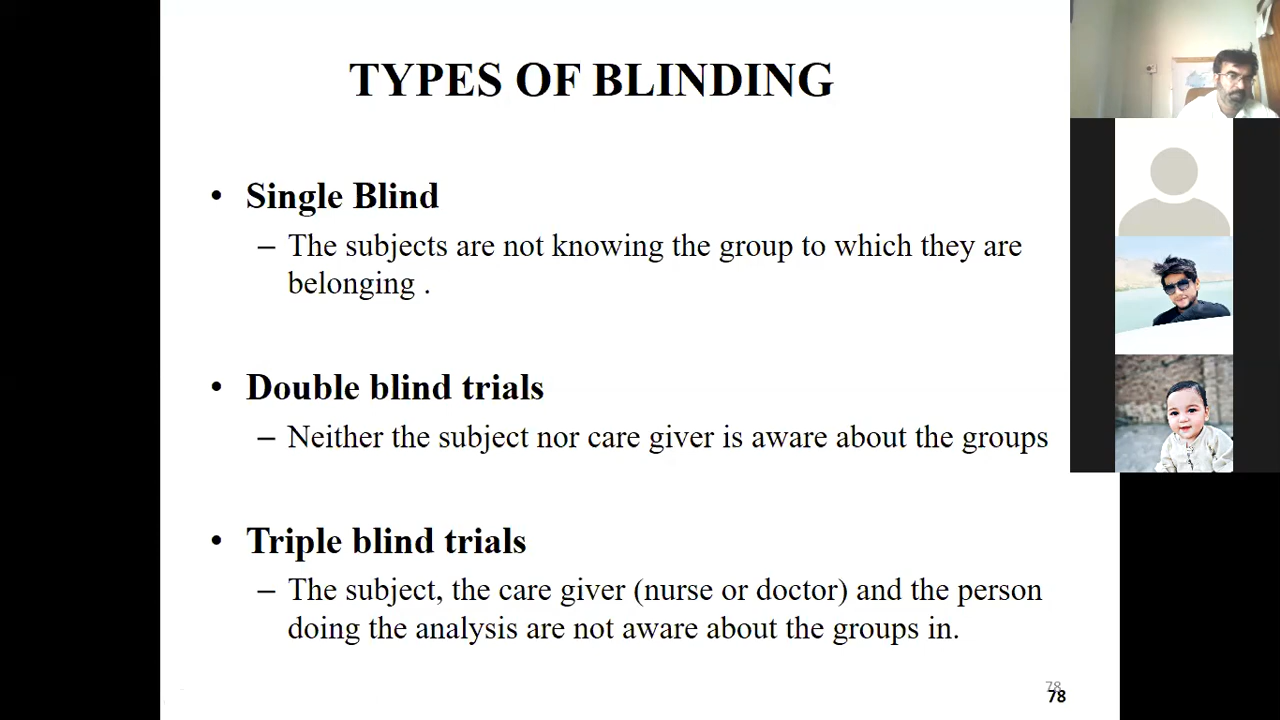 TYPES OF BLINDING
• Single Blind
– The subjects are not knowing the group to which they are
belonging .
• Double blind trials
– Neither the subject nor care giver is aware about the groups
• Triple blind trials
– The subject, the care giver (nurse or doctor) and the person
doing the analysis are not aware about the groups in.
78
78